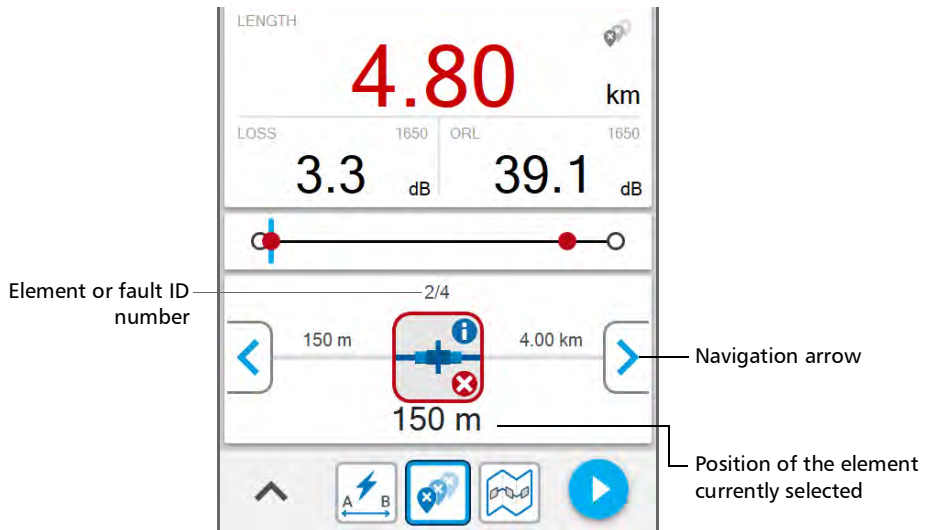 LENGTH
4.80 km
LOSS 1650 ORL 1650
3.3 dB 39.1 dB
Element or fault ID
number
2/4
150 m 4.00 km
Navigation arrow
150 m
Position of the element
currently selected
A B